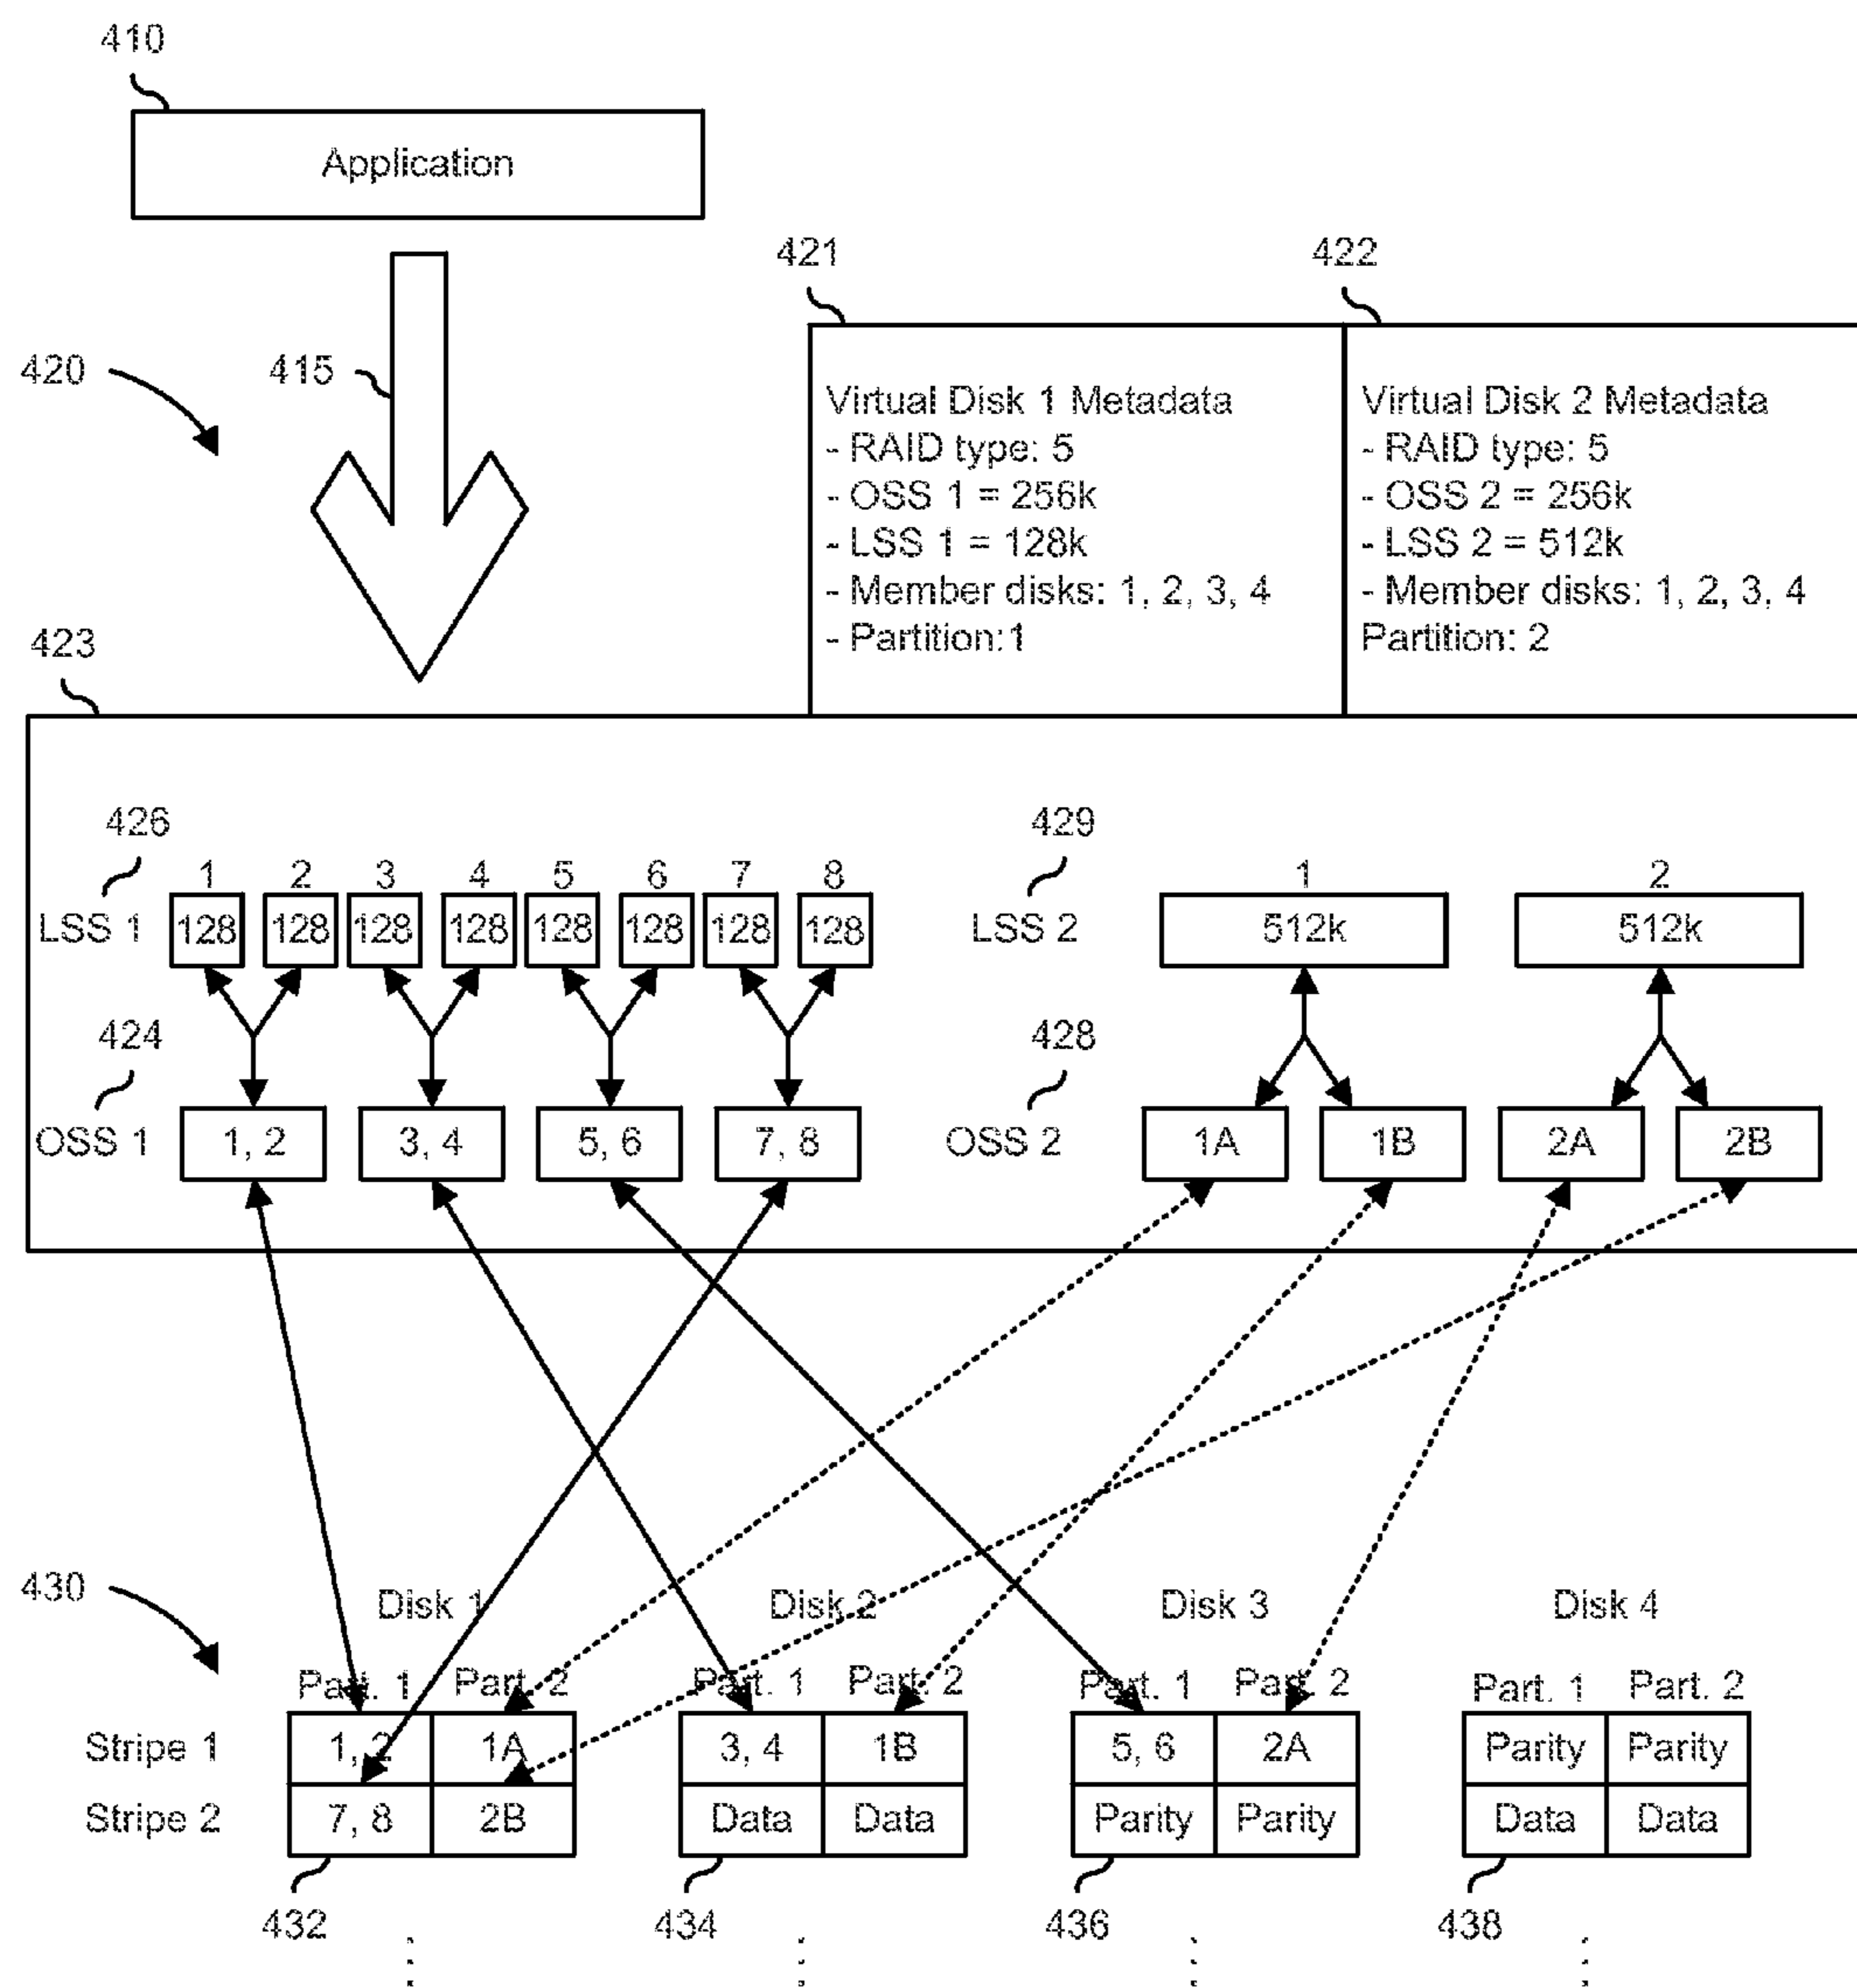 410
Application
421
422
420
415
Virtual Disk 1 Metadata
- RAID type: 5
- OSS 1 = 256k
- LSS 1 = 128k
- Member disks: 1, 2, 3, 4
- Partition:1
Virtual Disk 2 Metadata
- RAID type: 5
- OSS 2 = 256k
- LSS 2 = 512k
- Member disks: 1, 2, 3, 4
Partition: 2
423
426
429
1 2 3 4 5 6 7 8
1 2
LSS 1 128 128 128 128 128 128 128 128
LSS 2 512k 512k
424
428
OSS 1 1, 2 3, 4 5, 6 7, 8
OSS 2 1A 1B 2A 2B
430
Disk 1 Disk 2 Disk 3 Disk 4
Part. 1 Part. 2 Part. 1 Part. 2 Part. 1 Part. 2 Part. 1 Part. 2
Stripe 1 1, 2 1A 3, 4 1B 5, 6 2A Parity Parity
Stripe 2 7, 8 2B Data Data Parity Parity Data Data
432 434 436 438